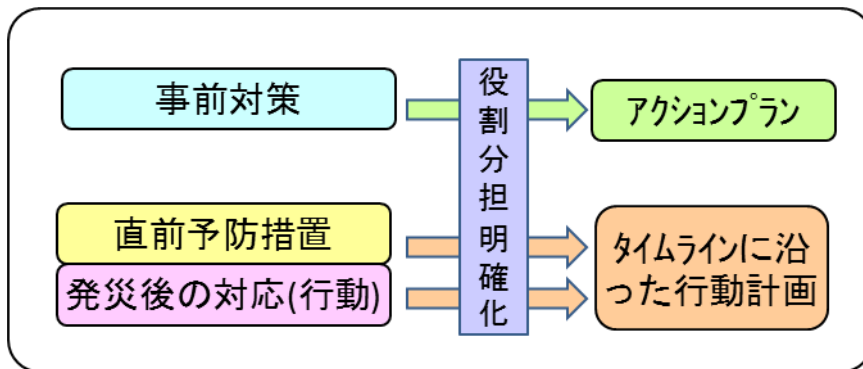 事前対策
役割分担明確化
アクションプラン
直前予防措置
発災後の対応(行動)
タイムラインに沿
った行動計画